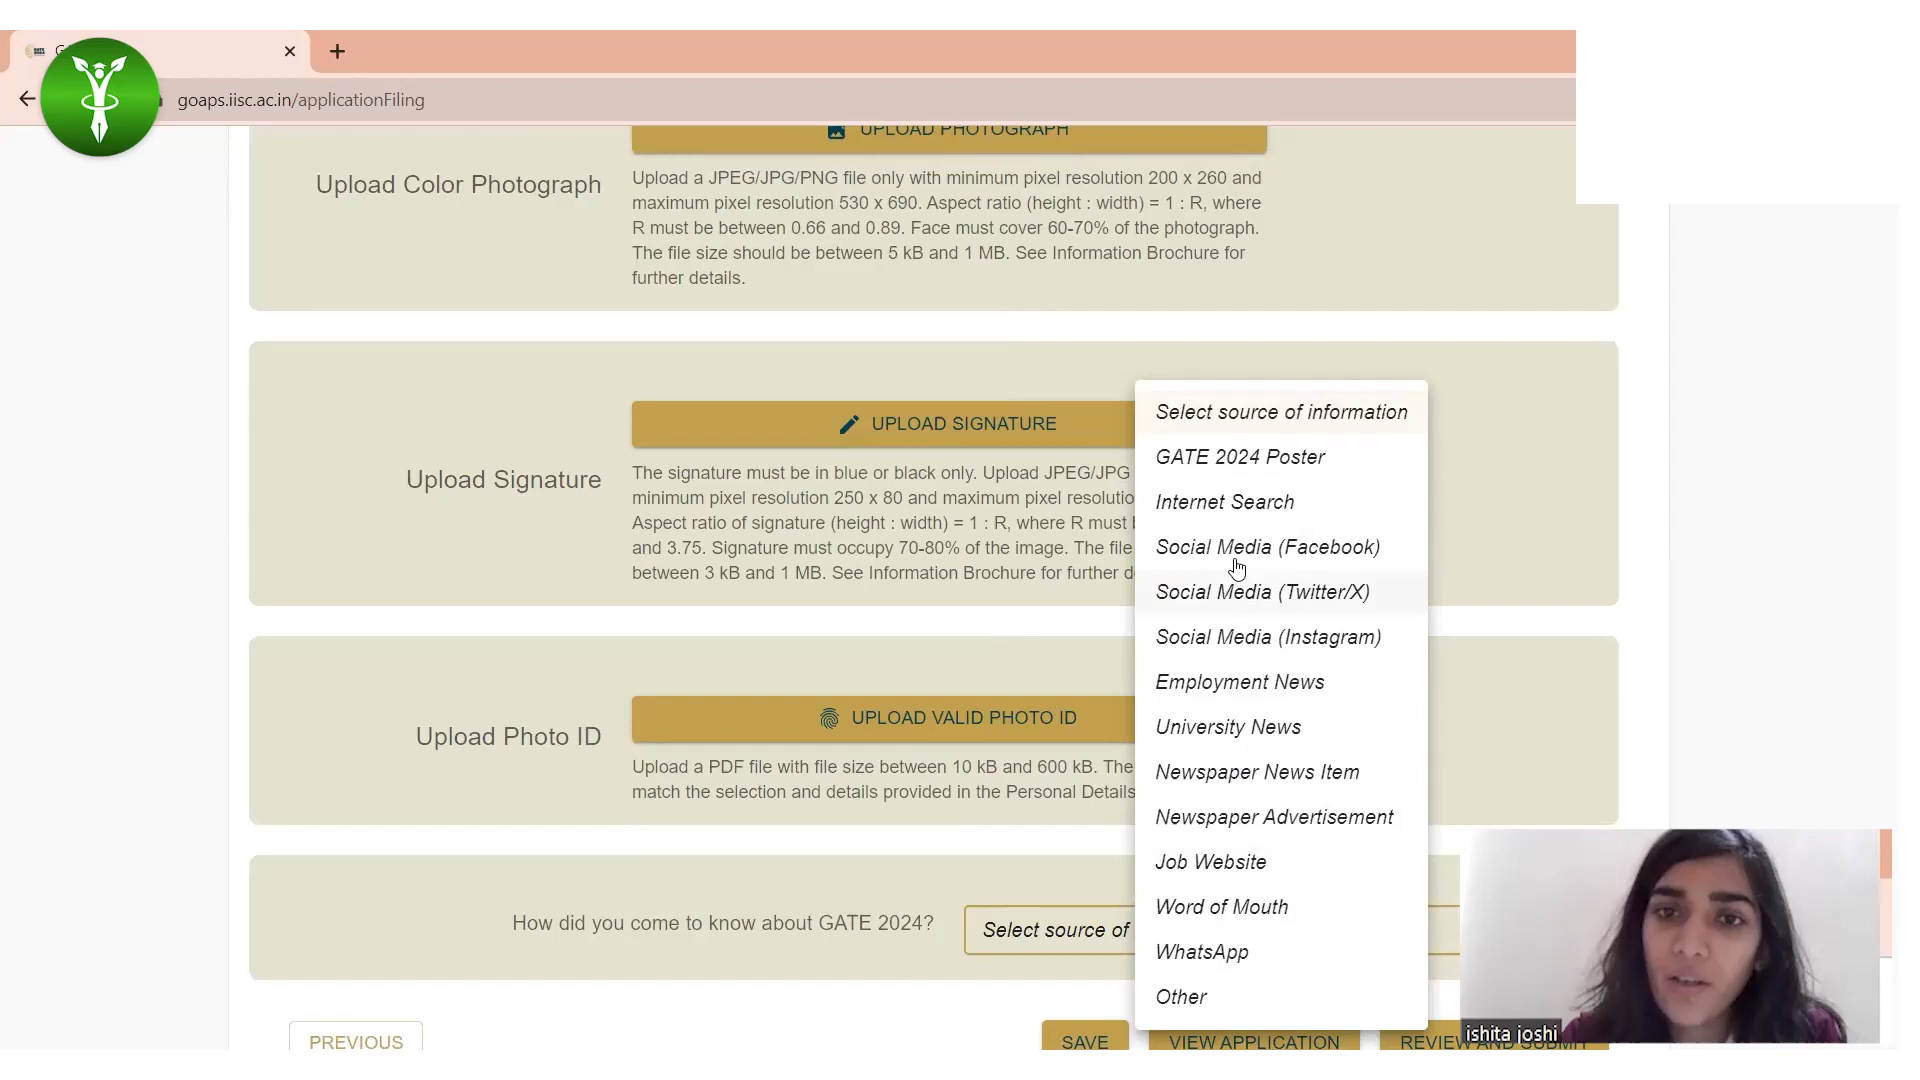 goaps.iisc.ac.in/applicationFiling
UPLOAD PHOTOGRAPH
Upload Color Photograph
Upload a JPEG/JPG/PNG file only with minimum pixel resolution 200 x 260 and
maximum pixel resolution 530 x 690. Aspect ratio (height : width) = 1 : R, where
R must be between 0.66 and 0.89. Face must cover 60-70% of the photograph.
The file size should be between 5 kB and 1 MB. See Information Brochure for
further details.
Upload Signature
UPLOAD SIGNATURE
The signature must be in blue or black only. Upload JPEG/JPG
minimum pixel resolution 250 x 80 and maximum pixel
Aspect ratio of signature (height : width) = 1 : R, where R must
and 3.75. Signature must occupy 70-80% of the image. The file
between 3 kB and 1 MB. See Information Brochure for further
Upload Photo ID
UPLOAD VALID PHOTO ID
Upload a PDF file with file size between 10 kB and 600 kB. The
match the selection and details provided in the Personal Details
How did you come to know about GATE 2024?
Select source of
Select source of information
GATE 2024 Poster
Internet Search
Social Media (Facebook)
Social Media (Twitter/X)
Social Media (Instagram)
Employment News
University News
Newspaper News Item
Newspaper Advertisement
Job Website
Word of Mouth
WhatsApp
Other
PREVIOUS
SAVE
VIEW APPLICATION
REVIEW AND SUBMIT
ishita joshi